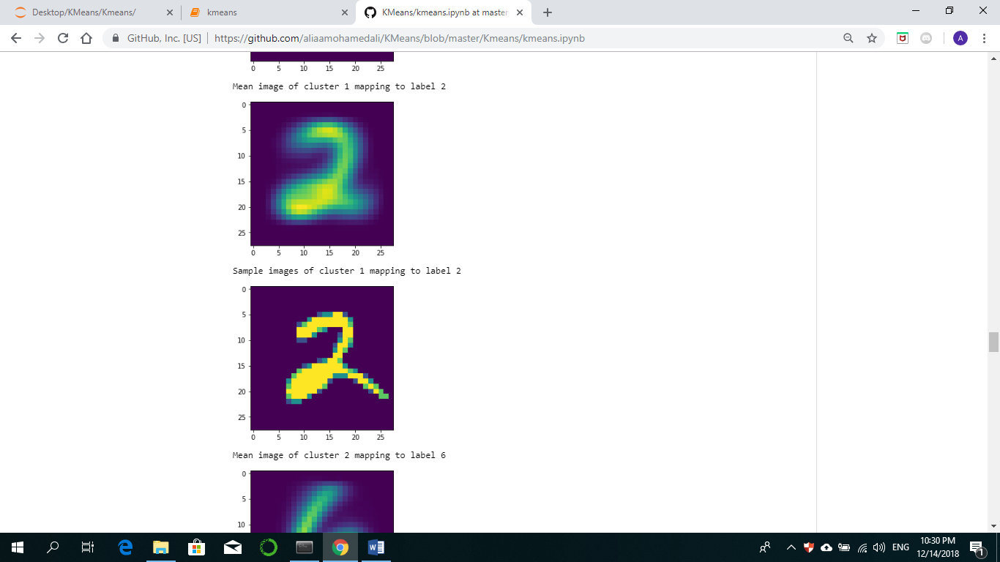 Desktop/KMeans/Kmeans/
kmeans
KMeans/kmeans.ipynb at master
GitHub, Inc. [US]
https://github.com/aliaamohamedali/KMeans/blob/master/Kmeans/kmeans.ipynb
A
0 5 10 15 20 25
Mean image of cluster 1 mapping to label 2
0
5
10
15
20
25
0 5 10 15 20 25
Sample images of cluster 1 mapping to label 2
0
5
10
15
20
25
0 5 10 15 20 25
Mean image of cluster 2 mapping to label 6
0
5
10
ENG
10:30 PM
12/14/2018
1